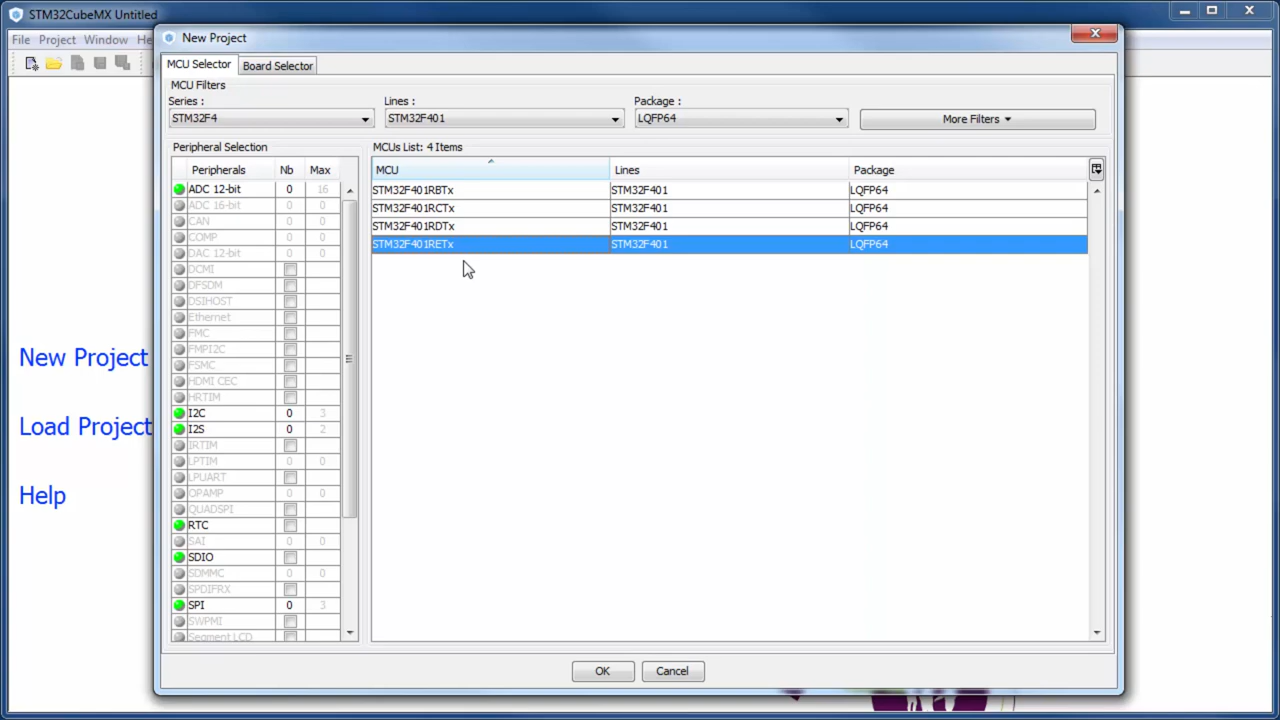 STM32CubeMX Untitled
File Project Window He
New Project
MCU Selector Board Selector
MCU Filters
Series : Lines : Package :
STM32F4 STM32F401 LQFP64 More Filters
Peripheral Selection MCUs List: 4 Items
Peripherals Nb Max MCU Lines Package
ADC 12-bit 0 16
ADC 16-bit 0 0
CAN 0 0
COMP 0 0
DAC 12-bit 0 0
DCMI
DFSDM
DSIHOST
Ethernet
FMC
FMPI2C
FSMC
HDMI CEC
HRTIM
I2C 0 3
I2S 0 2
IRTIM
LPTIM 0 0
LPUART
OPAMP 0 0
QUADSPI
RTC
SAI 0 0
SDIO
SDMMC 0 0
SPDIFRX
SPI 0 3
SWPMI
Segment LCD
STM32F401RBTx STM32F401 LQFP64
STM32F401RCTx STM32F401 LQFP64
STM32F401RDTx STM32F401 LQFP64
STM32F401RETx STM32F401 LQFP64
New Project
Load Project
Help
OK Cancel